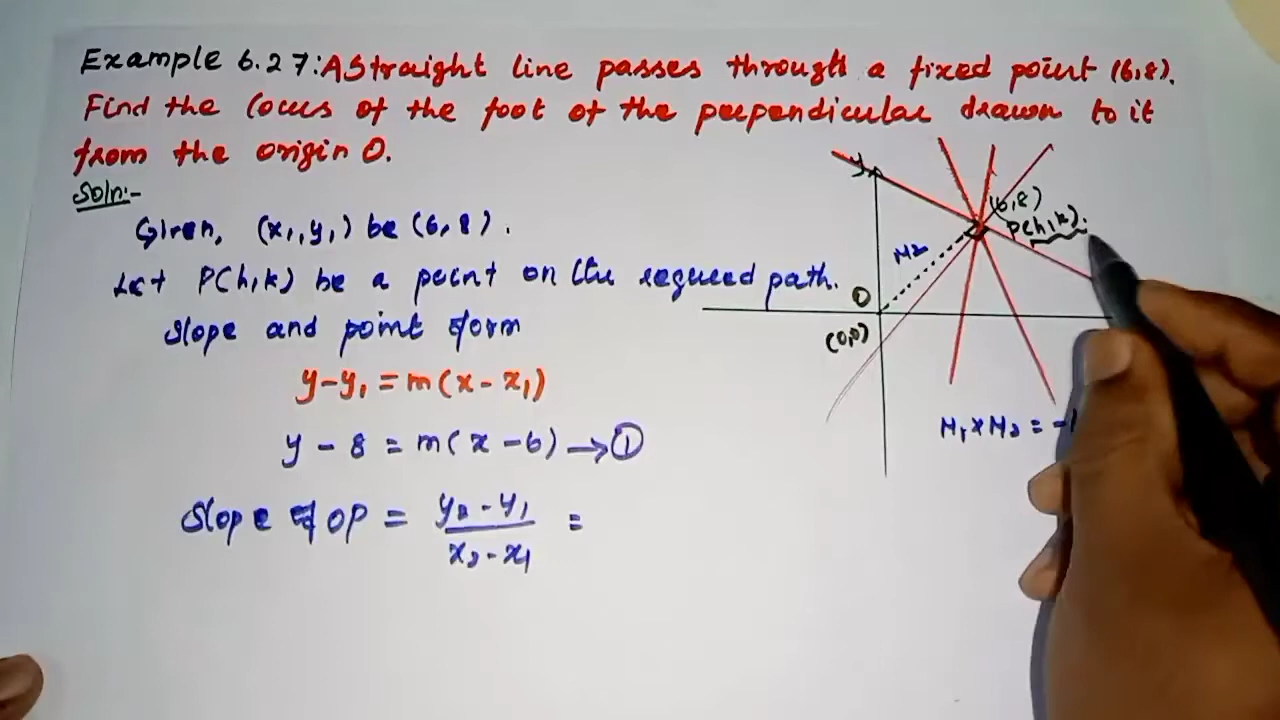 Example 6.27: A Straight line passes through a fixed point (6,8).
Find the locus of the foot of the perpendicular drawn to it
from the origin O.
Soln:-
Given, (x₁,y₁) be (6,8).
Let P(h,k) be a point on the required path.
Slope and point form
y-y₁ = m(x-x₁)
y-8 = m(x-6) → ①
Slope of OP = y₂-y₁ / x₂-x₁ =
y
(6,8)
P(h,k).
M₂
O
(0,0)
M₁ x M₂ = -1